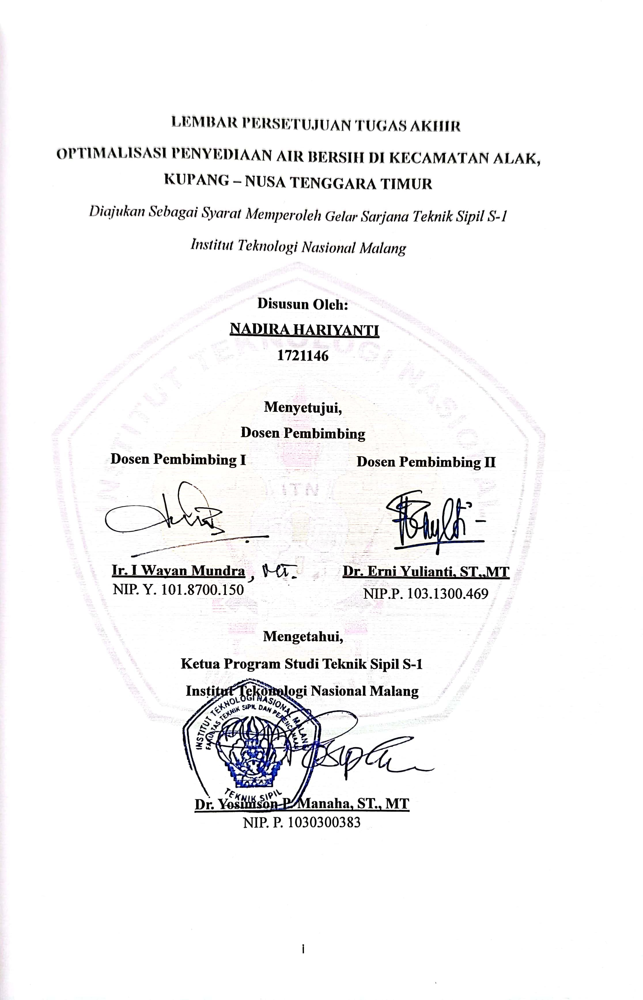 LEMBAR PERSETUJUAN TUGAS AKHIR
OPTIMALISASI PENYEDIAAN AIR BERSIH DI KECAMATAN ALAK,
KUPANG – NUSA TENGGARA TIMUR
Diajukan Sebagai Syarat Memperoleh Gelar Sarjana Teknik Sipil S-1
Institut Teknologi Nasional Malang
Disusun Oleh:
NADIRA HARIYANTI
1721146
INSTITUT TEKNOLOGI NASIONAL
Menyetujui,
Dosen Pembimbing
Dosen Pembimbing I
Dosen Pembimbing II
ITN
Ir. I Wayan Mundra, MT.
NIP. Y. 101.8700.150
Dr. Erni Yulianti, ST.,MT
NIP.P. 103.1300.469
Mengetahui,
Ketua Program Studi Teknik Sipil S-1
Institut Tekonologi Nasional Malang
INSTITUT TEKNOLOGI NASIONAL MALANG
FAKULTAS TEKNIK SIPIL DAN PERENCANAAN
TEKNIK SIPIL
Dr. Yosimson P. Manaha, ST., MT
NIP. P. 1030300383
i